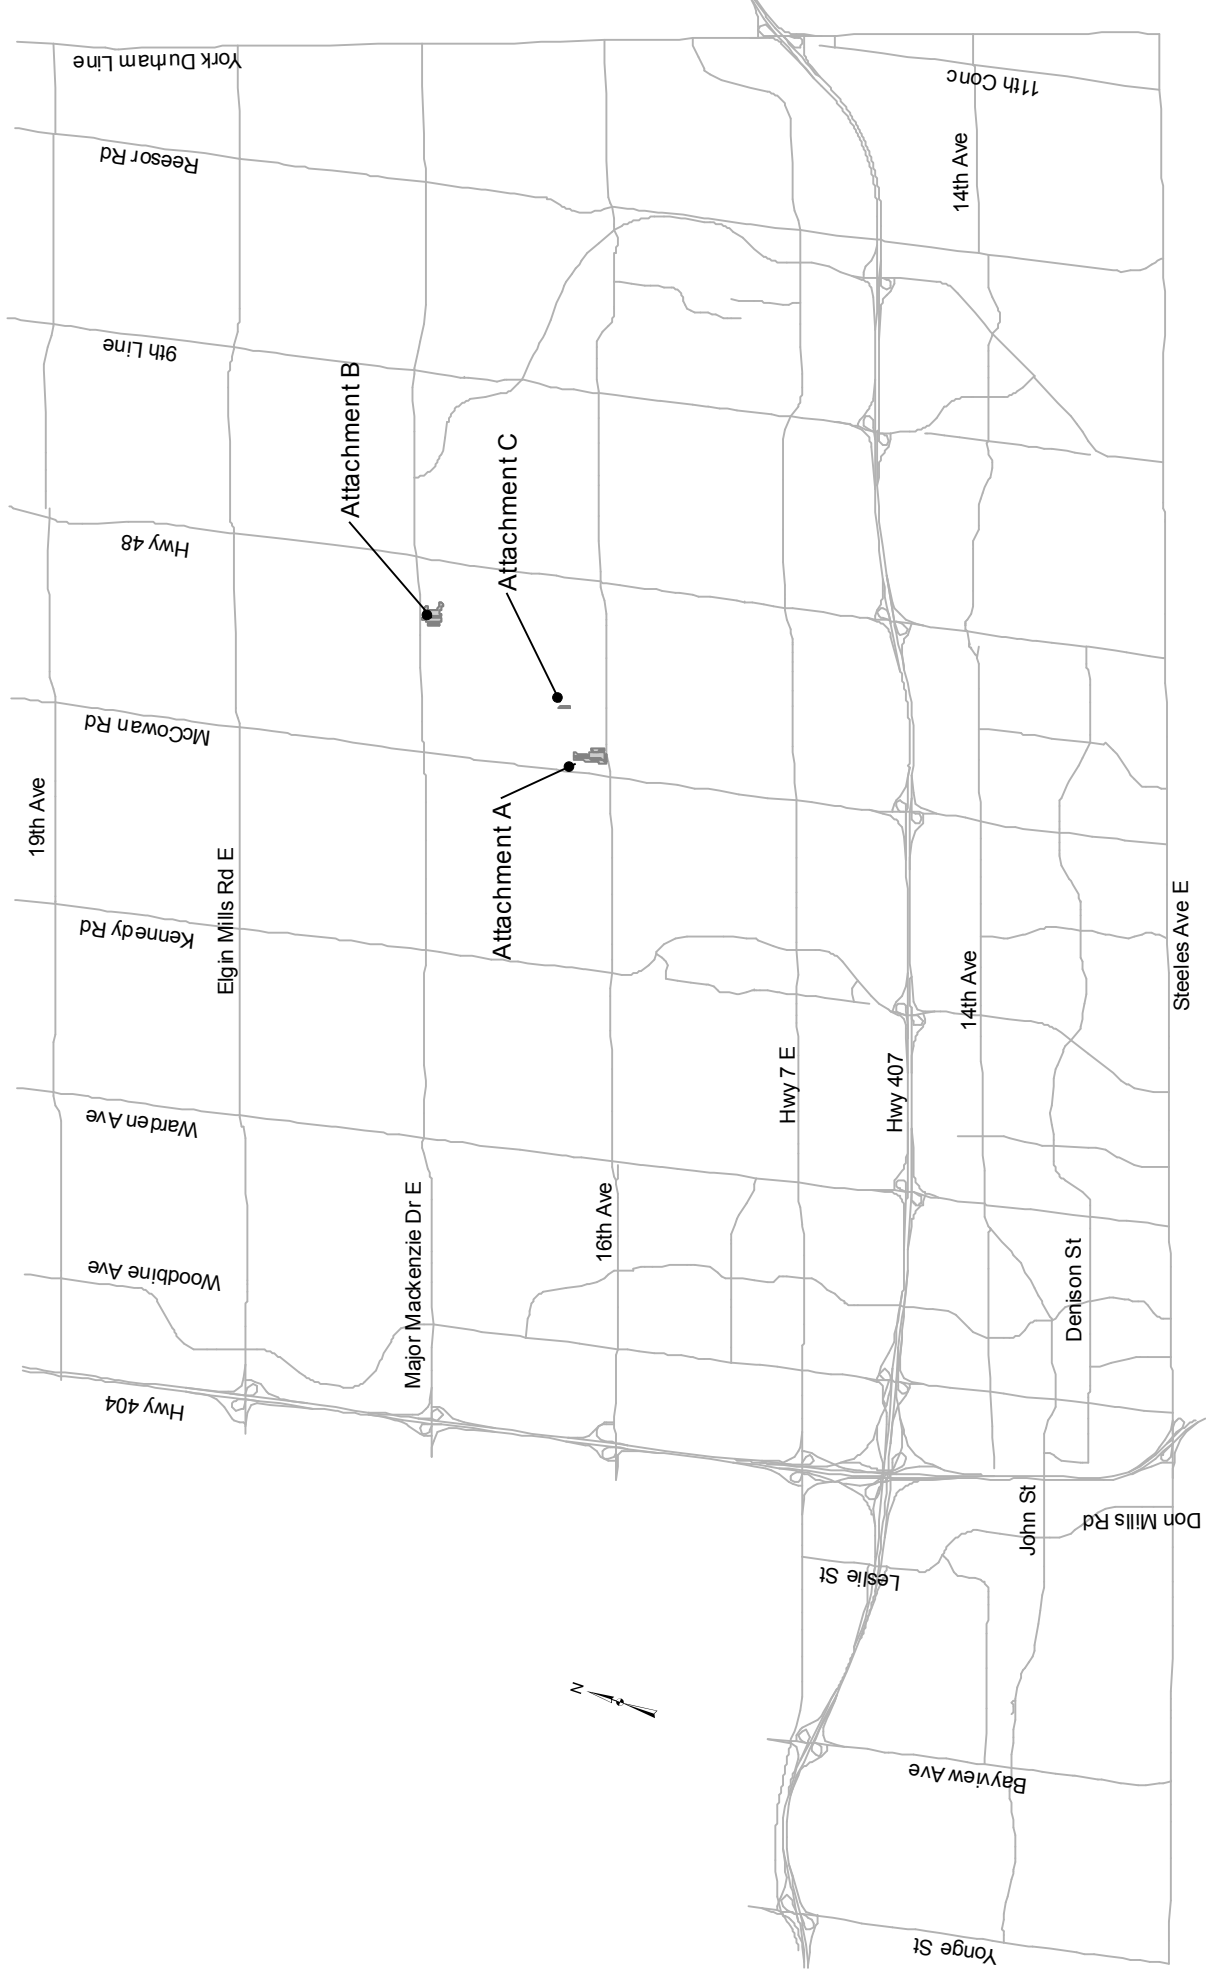 York Durham Line
11th Conc
Reesor Rd
14th Ave
9th Line
Attachment B
Attachment C
Hwy 48
McCowan Rd
19th Ave
Attachment A
Elgin Mills Rd E
Kennedy Rd
Steeles Ave E
14th Ave
Hwy 7 E
Hwy 407
Warden Ave
Major Mackenzie Dr E
16th Ave
Woodbine Ave
Denison St
Hwy 404
John St
Don Mills Rd
Leslie St
N
Bayview Ave
Yonge St